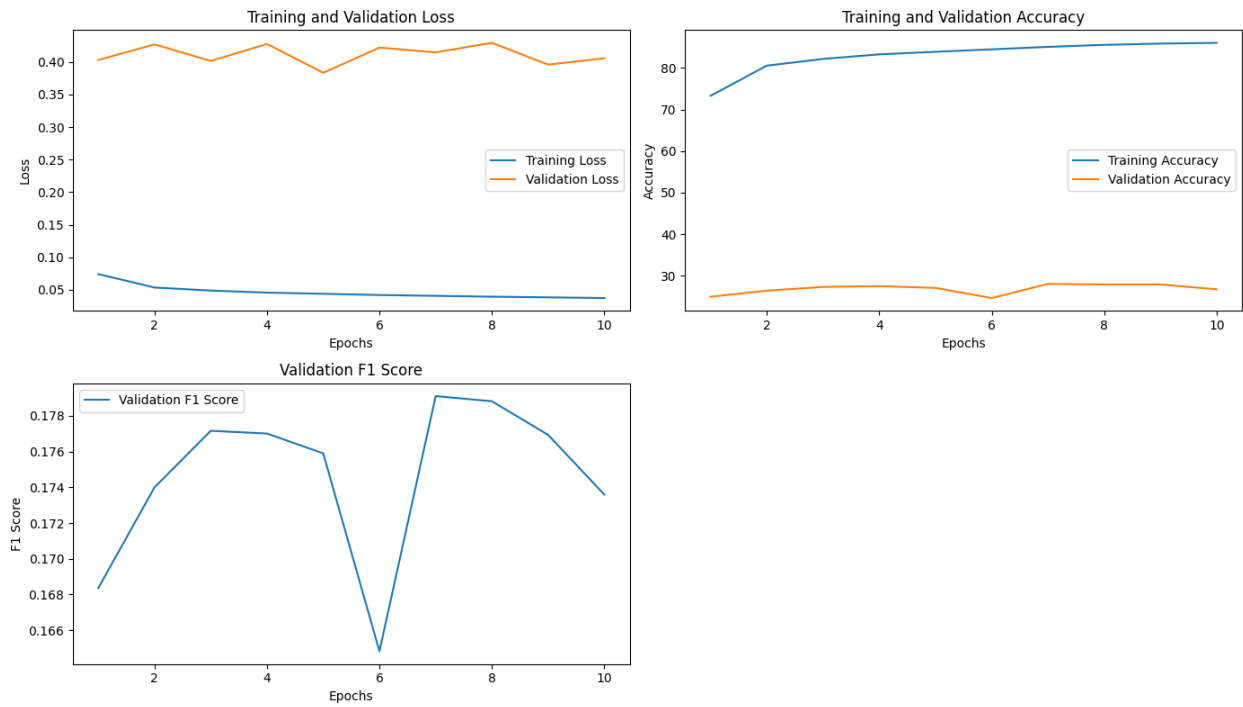 Training and Validation Loss
0.40
0.35
0.30
0.25
0.20
0.15
0.10
0.05
Loss
Training Loss
Validation Loss
2 4 6 8 10
Epochs
Training and Validation Accuracy
80
70
60
50
40
30
Accuracy
Training Accuracy
Validation Accuracy
2 4 6 8 10
Epochs
Validation F1 Score
Validation F1 Score
0.178
0.176
0.174
0.172
0.170
0.168
0.166
F1 Score
2 4 6 8 10
Epochs